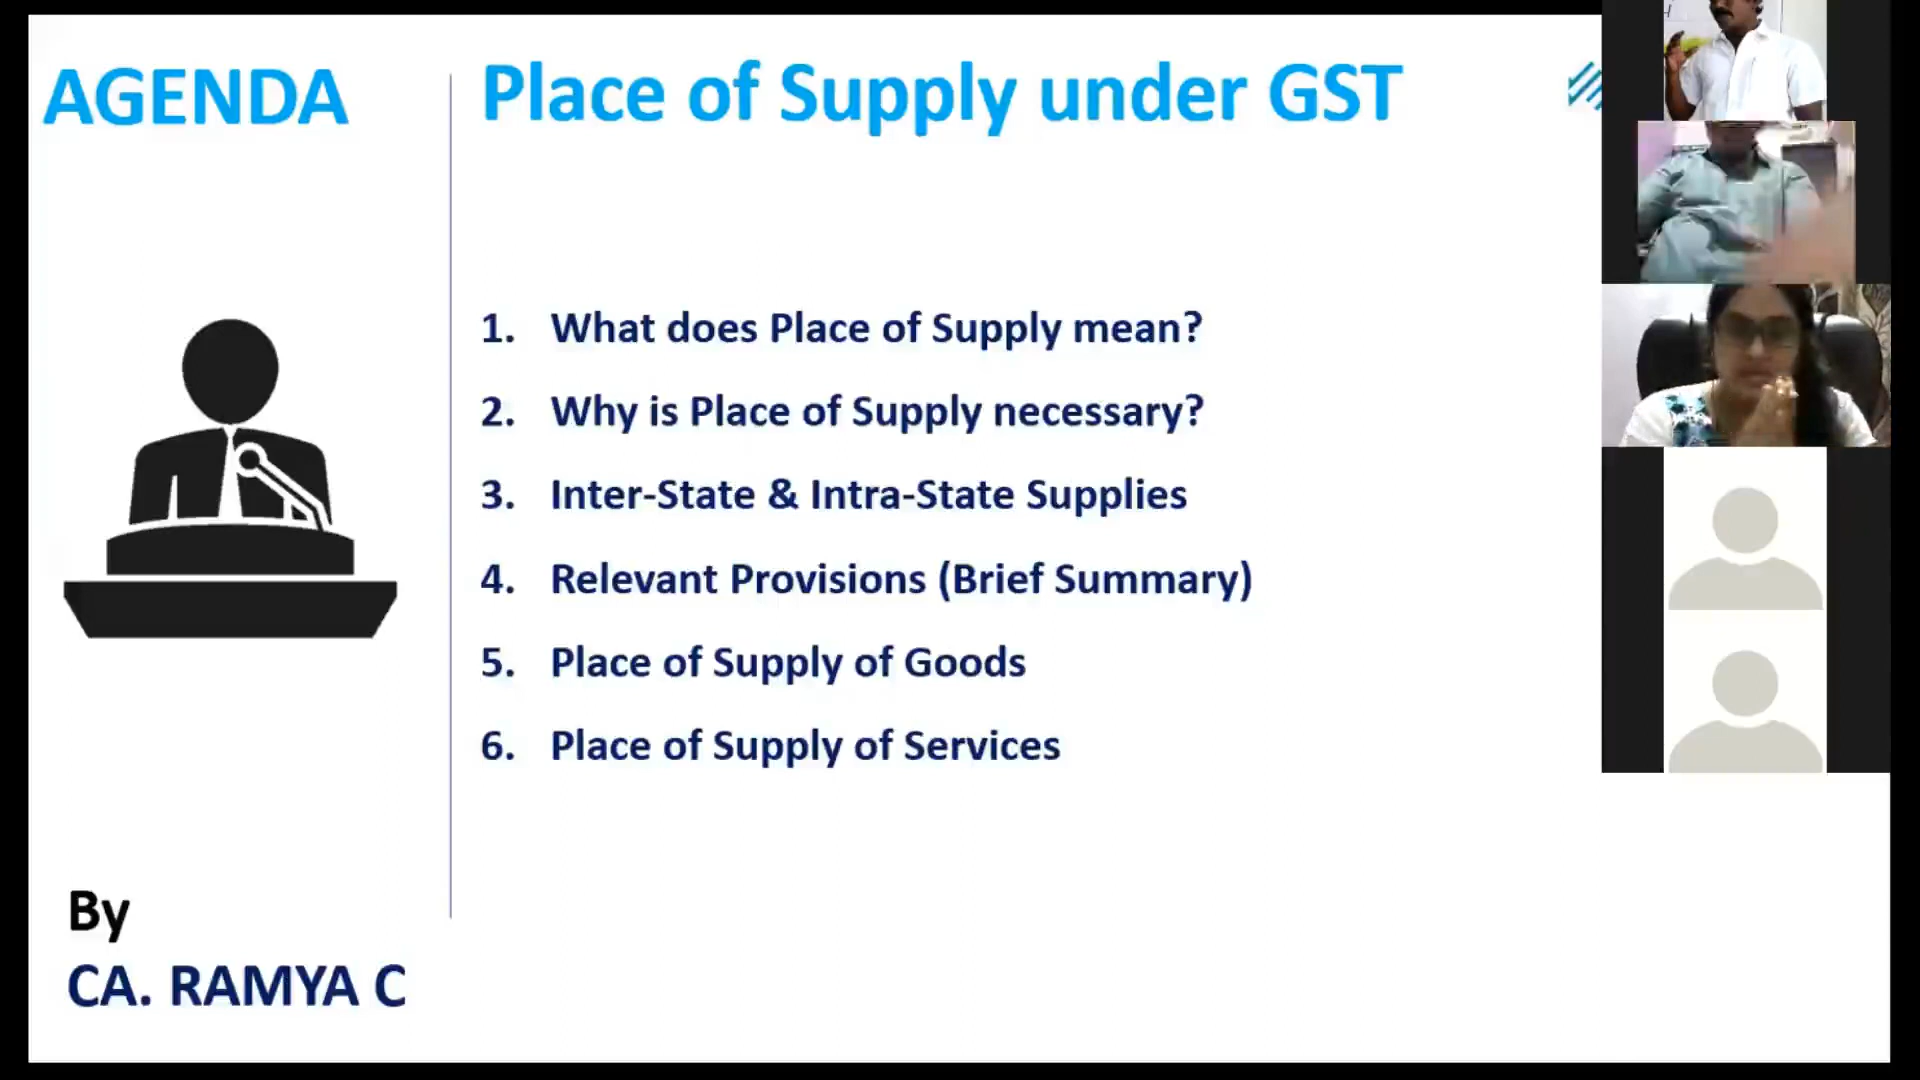 AGENDA
Place of Supply under GST
1. What does Place of Supply mean?
2. Why is Place of Supply necessary?
3. Inter-State & Intra-State Supplies
4. Relevant Provisions (Brief Summary)
5. Place of Supply of Goods
6. Place of Supply of Services
By
CA. RAMYA C